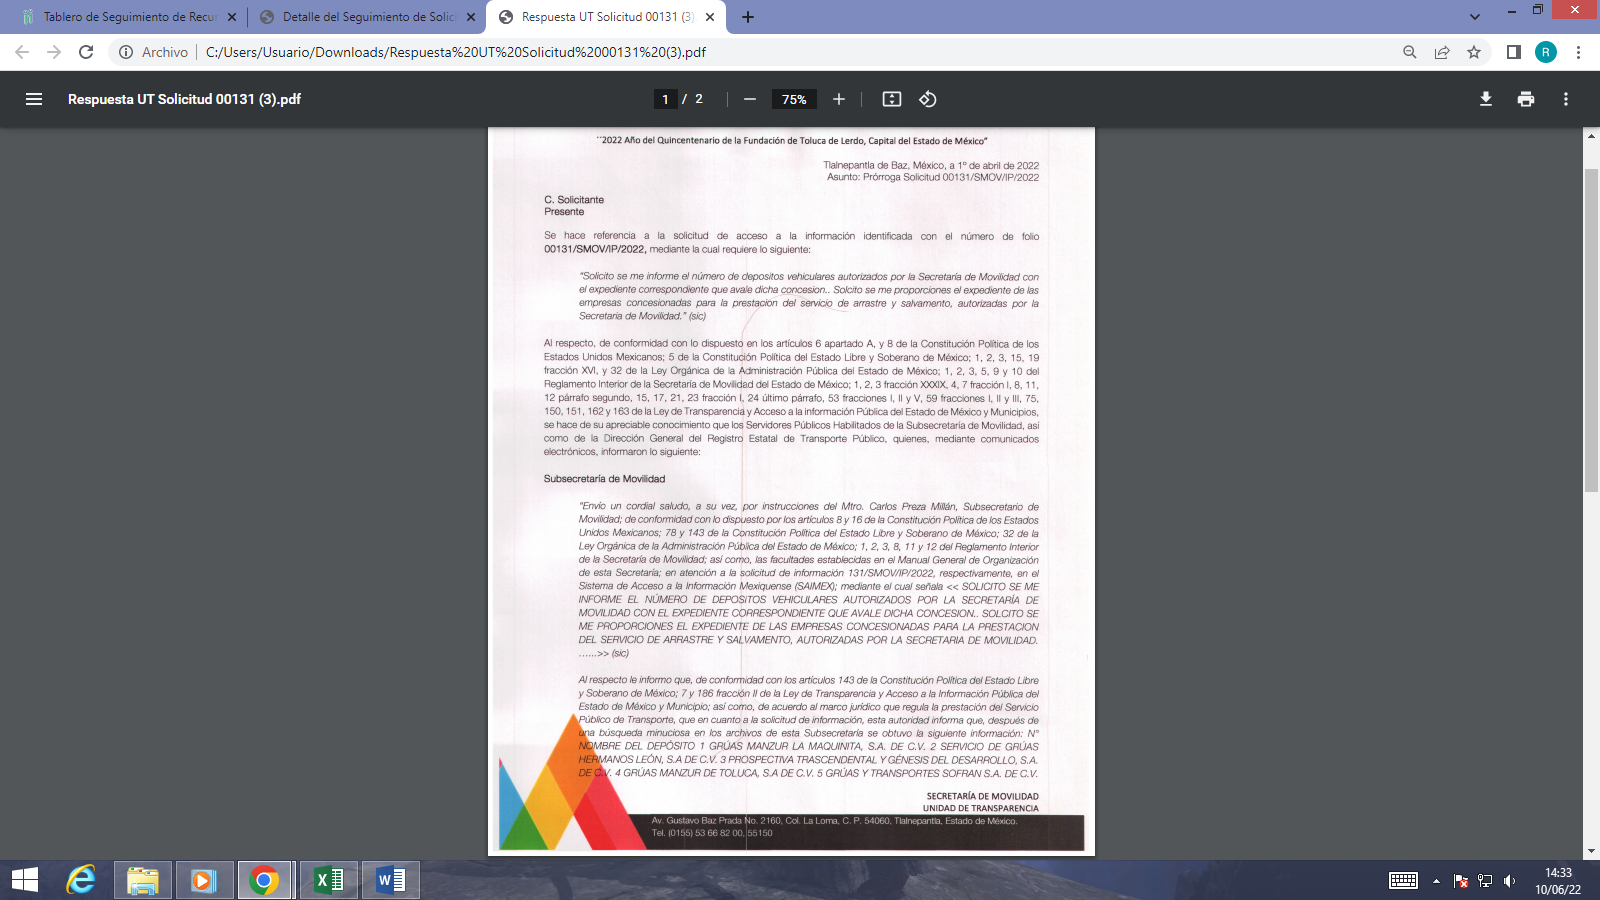 Tablero de Seguimiento de Recur
Detalle del Seguimiento de Solici
Respuesta UT Solicitud 00131 (3)
Archivo
C:/Users/Usuario/Downloads/Respuesta%20UT%20Solicitud%2000131%20(3).pdf
R
Respuesta UT Solicitud 00131 (3).pdf
1 / 2
75%
´´2022 Año del Quincentenario de la Fundación de Toluca de Lerdo, Capital del Estado de México”
Tlalnepantla de Baz, México, a 1º de abril de 2022
Asunto: Prórroga Solicitud 00131/SMOV/IP/2022
C. Solicitante
Presente
Se hace referencia a la solicitud de acceso a la información identificada con el número de folio
00131/SMOV/IP/2022, mediante la cual requiere lo siguiente:
“Solicito se me informe el número de depositos vehiculares autorizados por la Secretaría de Movilidad con
el expediente correspondiente que avale dicha concesion.. Solcito se me proporciones el expediente de las
empresas concesionadas para la prestacion del servicio de arrastre y salvamento, autorizadas por la
Secretaria de Movilidad.” (sic)
Al respecto, de conformidad con lo dispuesto en los artículos 6 apartado A, y 8 de la Constitución Política de los
Estados Unidos Mexicanos; 5 de la Constitución Política del Estado Libre y Soberano de México; 1, 2, 3, 15, 19
fracción XVI, y 32 de la Ley Orgánica de la Administración Pública del Estado de México; 1, 2, 3, 5, 9 y 10 del
Reglamento Interior de la Secretaría de Movilidad del Estado de México; 1, 2, 3 fracción XXXIX, 4, 7 fracción I, 8, 11,
12 párrafo segundo, 15, 17, 21, 23 fracción I, 24 último párrafo, 53 fracciones I, II y V, 59 fracciones I, II y III, 75,
150, 151, 162 y 163 de la Ley de Transparencia y Acceso a la información Pública del Estado de México y Municipios,
se hace de su apreciable conocimiento que los Servidores Públicos Habilitados de la Subsecretaría de Movilidad, así
como de la Dirección General del Registro Estatal de Transporte Público, quienes, mediante comunicados
electrónicos, informaron lo siguiente:
Subsecretaría de Movilidad
“Envío un cordial saludo, a su vez, por instrucciones del Mtro. Carlos Preza Millán, Subsecretario de
Movilidad; de conformidad con lo dispuesto por los artículos 8 y 16 de la Constitución Política de los Estados
Unidos Mexicanos; 78 y 143 de la Constitución Política del Estado Libre y Soberano de México; 32 de la
Ley Orgánica de la Administración Pública del Estado de México; 1, 2, 3, 8, 11 y 12 del Reglamento Interior
de la Secretaría de Movilidad; así como, las facultades establecidas en el Manual General de Organización
de esta Secretaría; en atención a la solicitud de información 131/SMOV/IP/2022, respectivamente, en el
Sistema de Acceso a la Información Mexiquense (SAIMEX); mediante el cual señala << SOLICITO SE ME
INFORME EL NÚMERO DE DEPOSITOS VEHICULARES AUTORIZADOS POR LA SECRETARÍA DE
MOVILIDAD CON EL EXPEDIENTE CORRESPONDIENTE QUE AVALE DICHA CONCESION.. SOLCITO SE
ME PROPORCIONES EL EXPEDIENTE DE LAS EMPRESAS CONCESIONADAS PARA LA PRESTACION
DEL SERVICIO DE ARRASTRE Y SALVAMENTO, AUTORIZADAS POR LA SECRETARIA DE MOVILIDAD.
……>> (sic)
Al respecto le informo que, de conformidad con los artículos 143 de la Constitución Política del Estado Libre
y Soberano de México; 7 y 186 fracción II de la Ley de Transparencia y Acceso a la Información Pública del
Estado de México y Municipio; así como, de acuerdo al marco jurídico que regula la prestación del Servicio
Público de Transporte, que en cuanto a la solicitud de información, esta autoridad informa que, después de
una búsqueda minuciosa en los archivos de esta Subsecretaría se obtuvo la siguiente información: N°
NOMBRE DEL DEPÓSITO 1 GRÚAS MANZUR LA MAQUINITA, S.A. DE C.V. 2 SERVICIO DE GRÚAS
HERMANOS LEÓN, S.A DE C.V. 3 PROSPECTIVA TRASCENDENTAL Y GÉNESIS DEL DESARROLLO, S.A.
DE C.V. 4 GRÚAS MANZUR DE TOLUCA, S.A DE C.V. 5 GRÚAS Y TRANSPORTES SOFRAN S.A. DE C.V.
SECRETARÍA DE MOVILIDAD
UNIDAD DE TRANSPARENCIA
Av. Gustavo Baz Prada No. 2160, Col. La Loma, C. P. 54060, Tlalnepantla, Estado de México.
Tel. (0155) 53 66 82 00, 55150
14:33
10/06/22